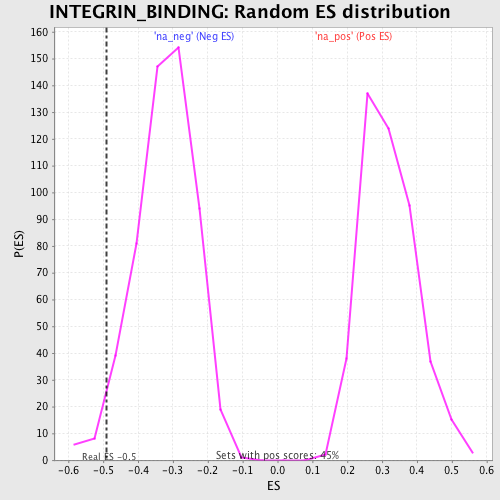 INTEGRIN_BINDING: Random ES distribution
'na_neg' (Neg ES)
'na_pos' (Pos ES)
160
150
140
130
120
110
100
90
80
70
60
50
40
30
20
10
0
P(ES)
Real ES -0.5
Sets with pos scores: 45%
-0.6 -0.5 -0.4 -0.3 -0.2 -0.1 0.0 0.1 0.2 0.3 0.4 0.5 0.6
ES